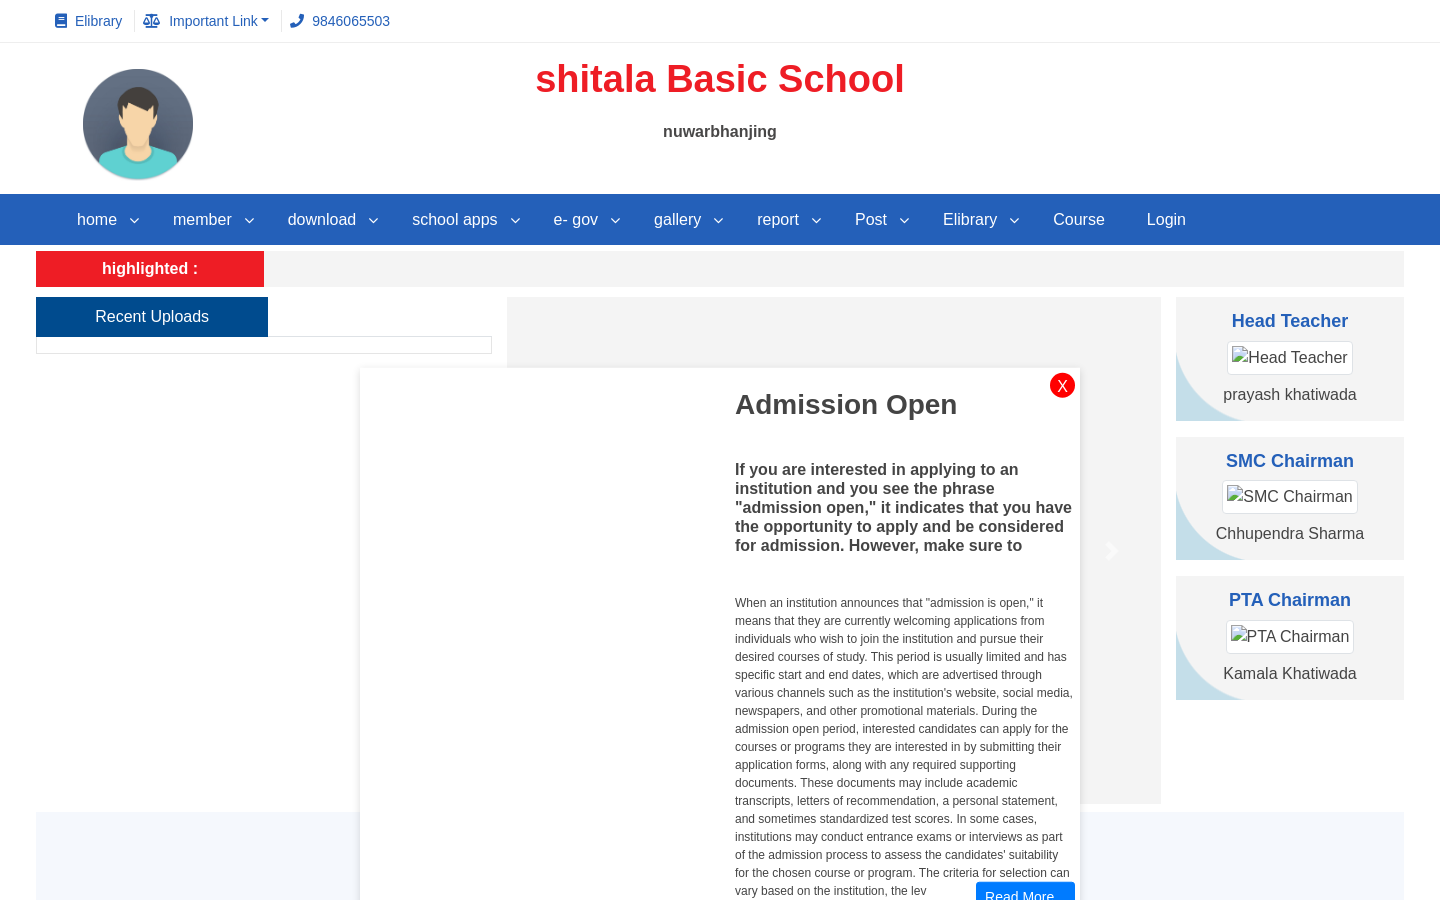 Elibrary
Important Link
9846065503
shitala Basic School
nuwarbhanjing
home
member
download
school apps
e- gov
gallery
report
Post
Elibrary
Course
Login
highlighted :
Recent Uploads
Head Teacher
Head Teacher
prayash khatiwada
SMC Chairman
SMC Chairman
Chhupendra Sharma
PTA Chairman
PTA Chairman
Kamala Khatiwada
X
Admission Open
If you are interested in applying to an
institution and you see the phrase
"admission open," it indicates that you have
the opportunity to apply and be considered
for admission. However, make sure to
When an institution announces that "admission is open," it
means that they are currently welcoming applications from
individuals who wish to join the institution and pursue their
desired courses of study. This period is usually limited and has
specific start and end dates, which are advertised through
various channels such as the institution's website, social media,
newspapers, and other promotional materials. During the
admission open period, interested candidates can apply for the
courses or programs they are interested in by submitting their
application forms, along with any required supporting
documents. These documents may include academic
transcripts, letters of recommendation, a personal statement,
and sometimes standardized test scores. In some cases,
institutions may conduct entrance exams or interviews as part
of the admission process to assess the candidates' suitability
for the chosen course or program. The criteria for selection can
vary based on the institution, the lev
Read More